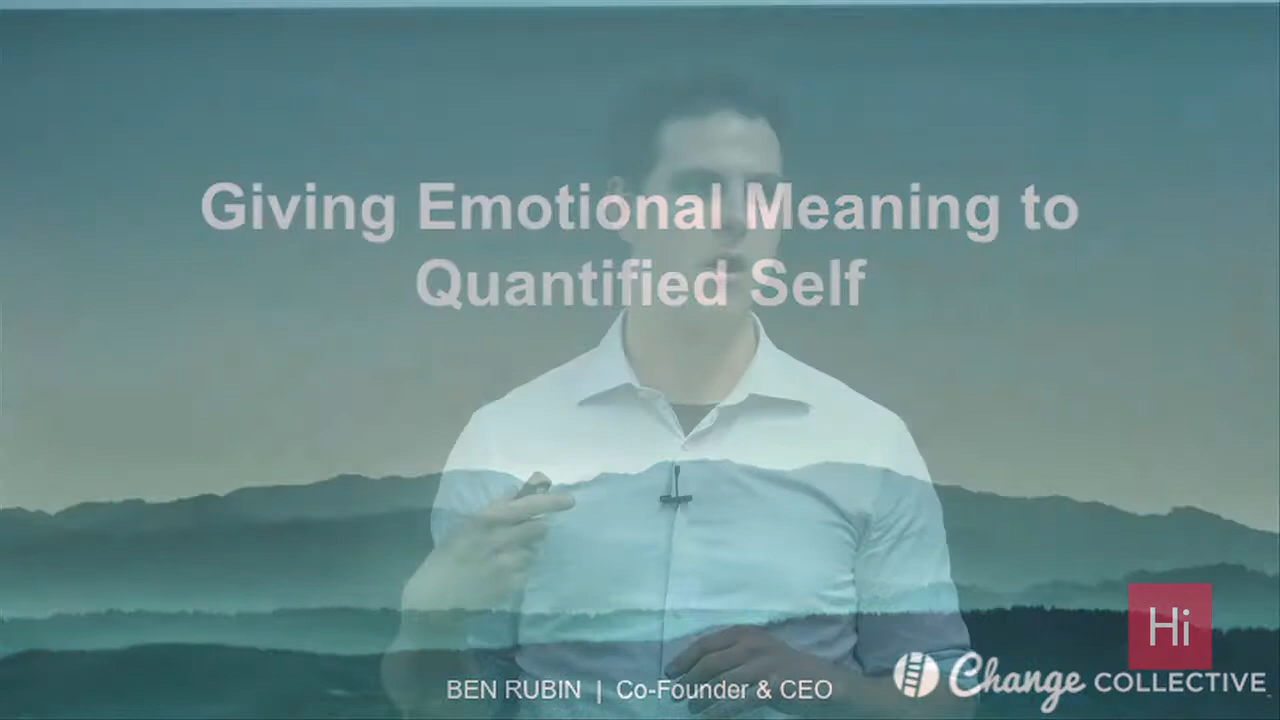 Giving Emotional Meaning to
Quantified Self
Hi
BEN RUBIN | Co-Founder & CEO
Change COLLECTIVE